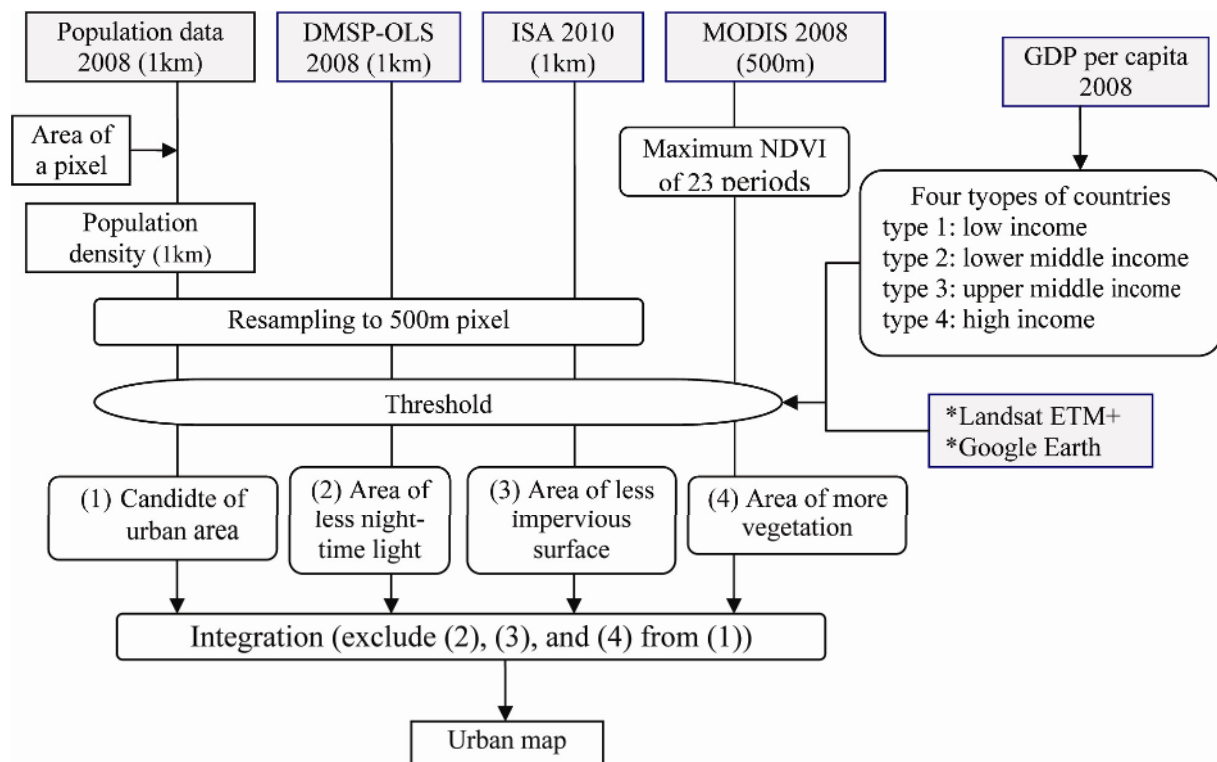 Population data
2008 (1km)
DMSP-OLS
2008 (1km)
ISA 2010
(1km)
MODIS 2008
(500m)
GDP per capita
2008
Area of
a pixel
Maximum NDVI
of 23 periods
Population
density (1km)
Four tyopes of countries
type 1: low income
type 2: lower middle income
type 3: upper middle income
type 4: high income
Resampling to 500m pixel
Threshold
*Landsat ETM+
*Google Earth
(1) Candidte of
urban area
(2) Area of
less night-
time light
(3) Area of less
impervious
surface
(4) Area of more
vegetation
Integration (exclude (2), (3), and (4) from (1))
Urban map